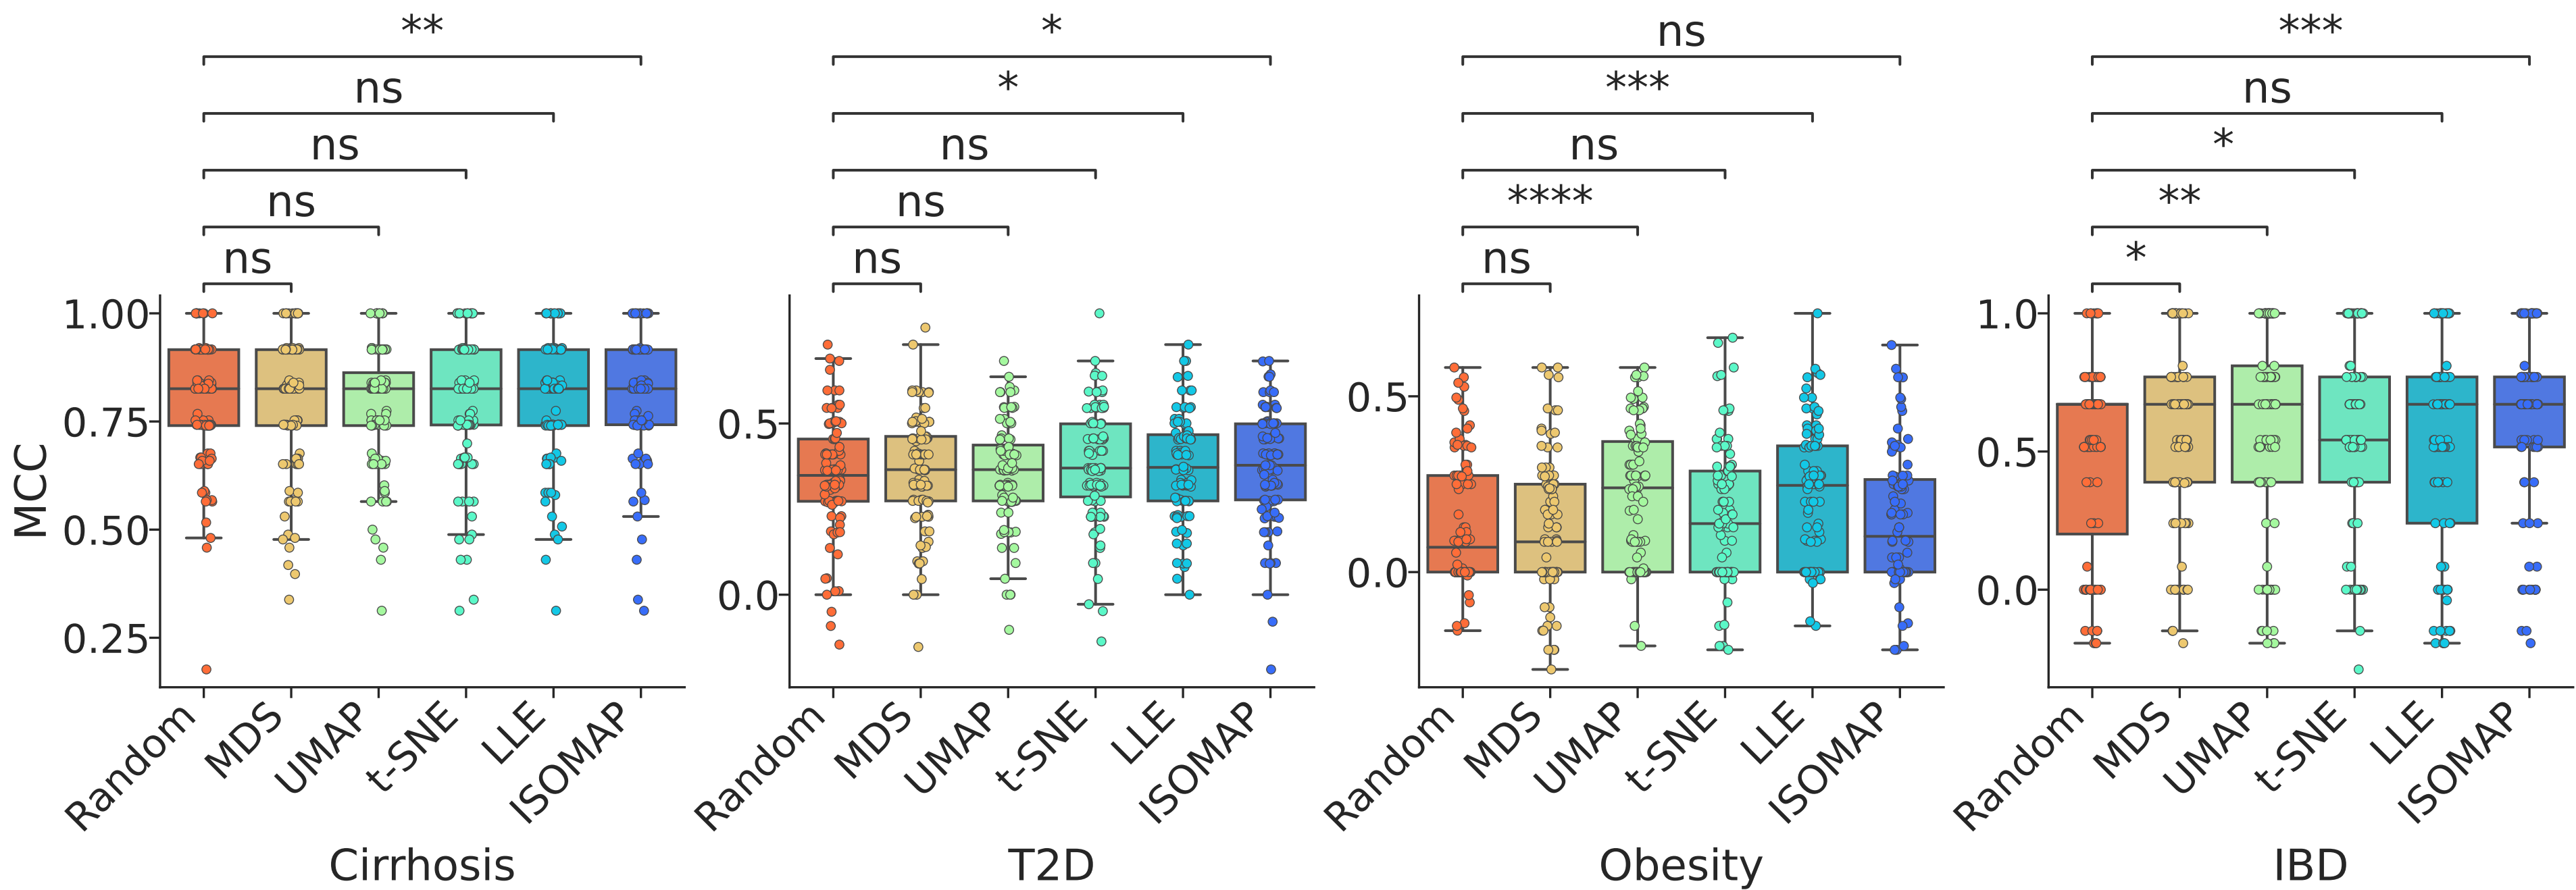 **
ns
ns
ns
ns
MCC
1.00
0.75
0.50
0.25
Random
MDS
UMAP
t-SNE
LLE
ISOMAP
Cirrhosis
*
*
ns
ns
ns
0.5
0.0
Random
MDS
UMAP
t-SNE
LLE
ISOMAP
T2D
ns
***
ns
****
ns
0.5
0.0
Random
MDS
UMAP
t-SNE
LLE
ISOMAP
Obesity
***
ns
*
**
*
1.0
0.5
0.0
Random
MDS
UMAP
t-SNE
LLE
ISOMAP
IBD